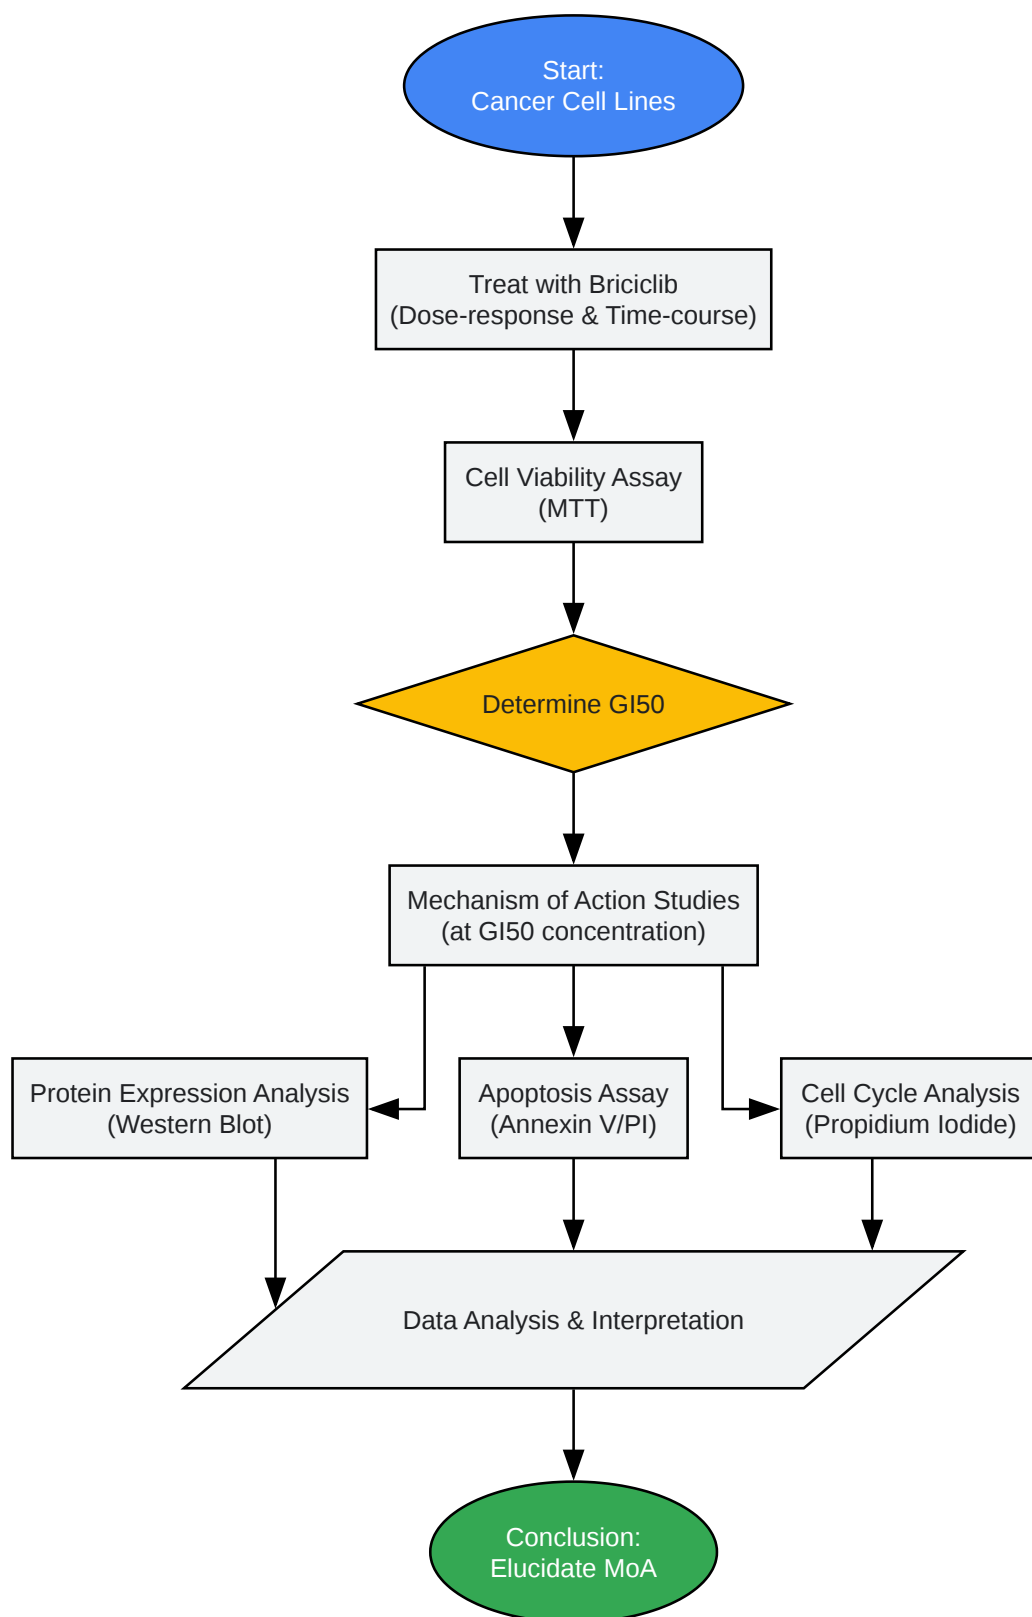 Start:
Cancer Cell Lines
Treat with Briciclib
(Dose-response & Time-course)
Cell Viability Assay
(MTT)
Determine GI50
Mechanism of Action Studies
(at GI50 concentration)
Protein Expression Analysis
(Western Blot)
Apoptosis Assay
(Annexin V/PI)
Cell Cycle Analysis
(Propidium Iodide)
Data Analysis & Interpretation
Conclusion:
Elucidate MoA